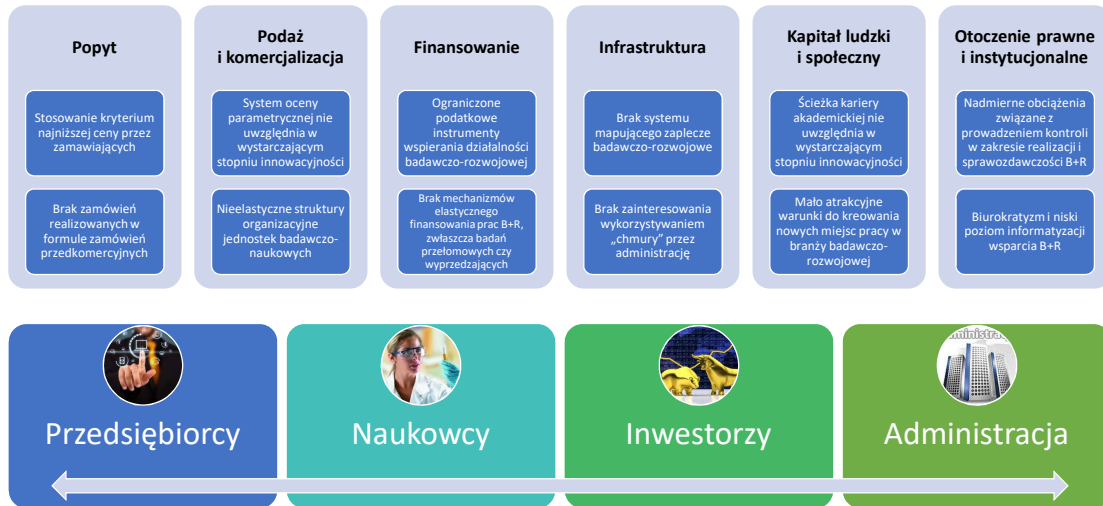 Popyt
Stosowanie kryterium
najniższej ceny przez
zamawiających
Brak zamówień
realizowanych w
formule zamówień
przedkomercyjnych
Podaż
i komercjalizacja
System oceny
parametrycznej nie
uwzględnia w
wystarczającym
stopniu innowacyjności
Nieelastyczne struktury
organizacyjne
jednostek badawczo-
naukowych
Finansowanie
Ograniczone
podatkowe
instrumenty
wspierania działalności
badawczo-rozwojowej
Brak mechanizmów
elastycznego
finansowania prac B+R,
zwłaszcza badań
przełomowych czy
wyprzedzających
Infrastruktura
Brak systemu
mapującego zaplecze
badawczo-rozwojowe
Brak zainteresowania
wykorzystywaniem
„chmury” przez
administrację
Kapitał ludzki
i społeczny
Ścieżka kariery
akademickiej nie
uwzględnia w
wystarczającym
stopniu innowacyjności
Mało atrakcyjne
warunki do kreowania
nowych miejsc pracy w
branży badawczo-
rozwojowej
Otoczenie prawne
i instytucjonalne
Nadmierne obciążenia
związane z
prowadzeniem kontroli
w zakresie realizacji i
sprawozdawczości B+R
Biurokratyzm i niski
poziom informatyzacji
wsparcia B+R
Przedsiębiorcy
Naukowcy
Inwestorzy
Administracja